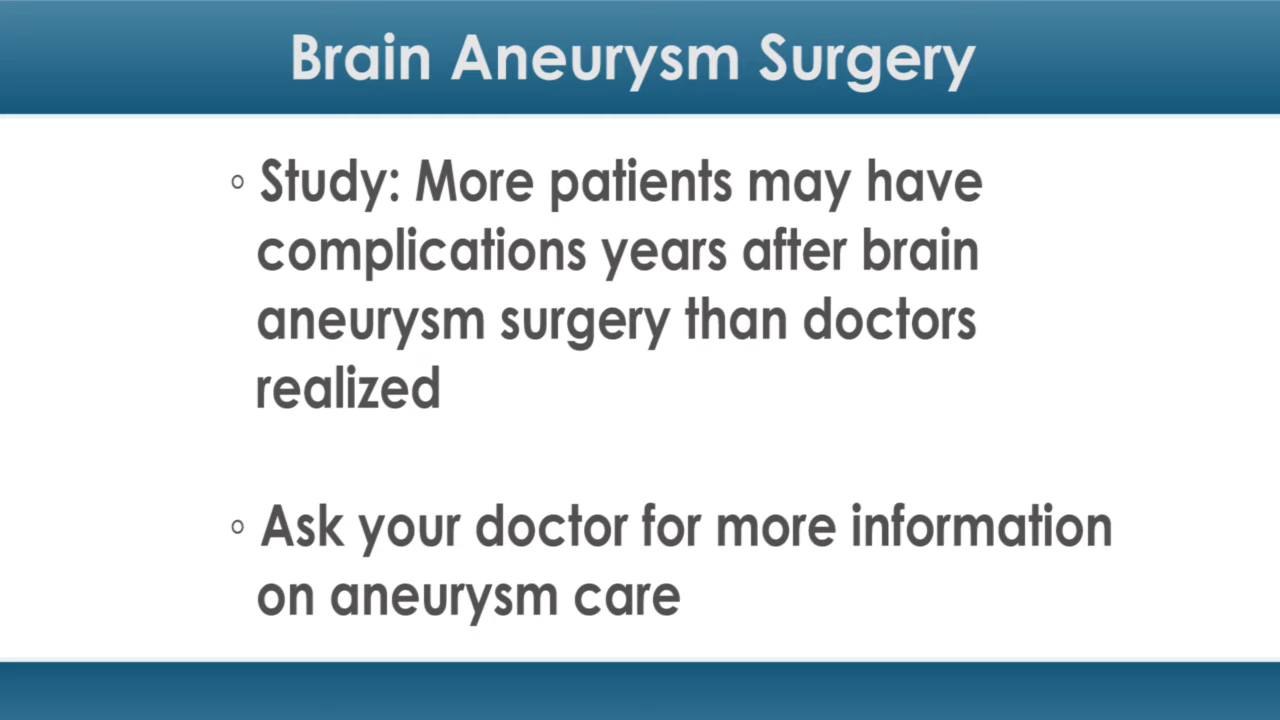 Brain Aneurysm Surgery
◦ Study: More patients may have
complications years after brain
aneurysm surgery than doctors
realized
◦ Ask your doctor for more information
on aneurysm care